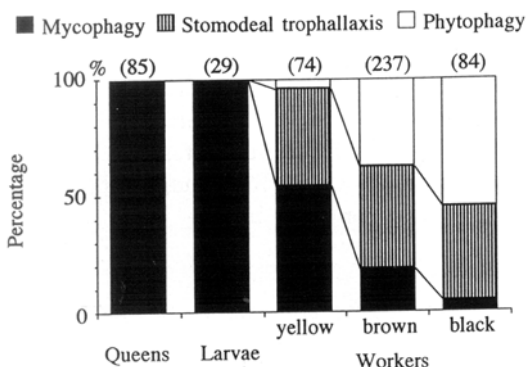 Mycophagy Stomodeal trophallaxis Phytophagy
% (85) (29) (74) (237) (84)
100
Percentage
50
0
yellow brown black
Queens Larvae Workers